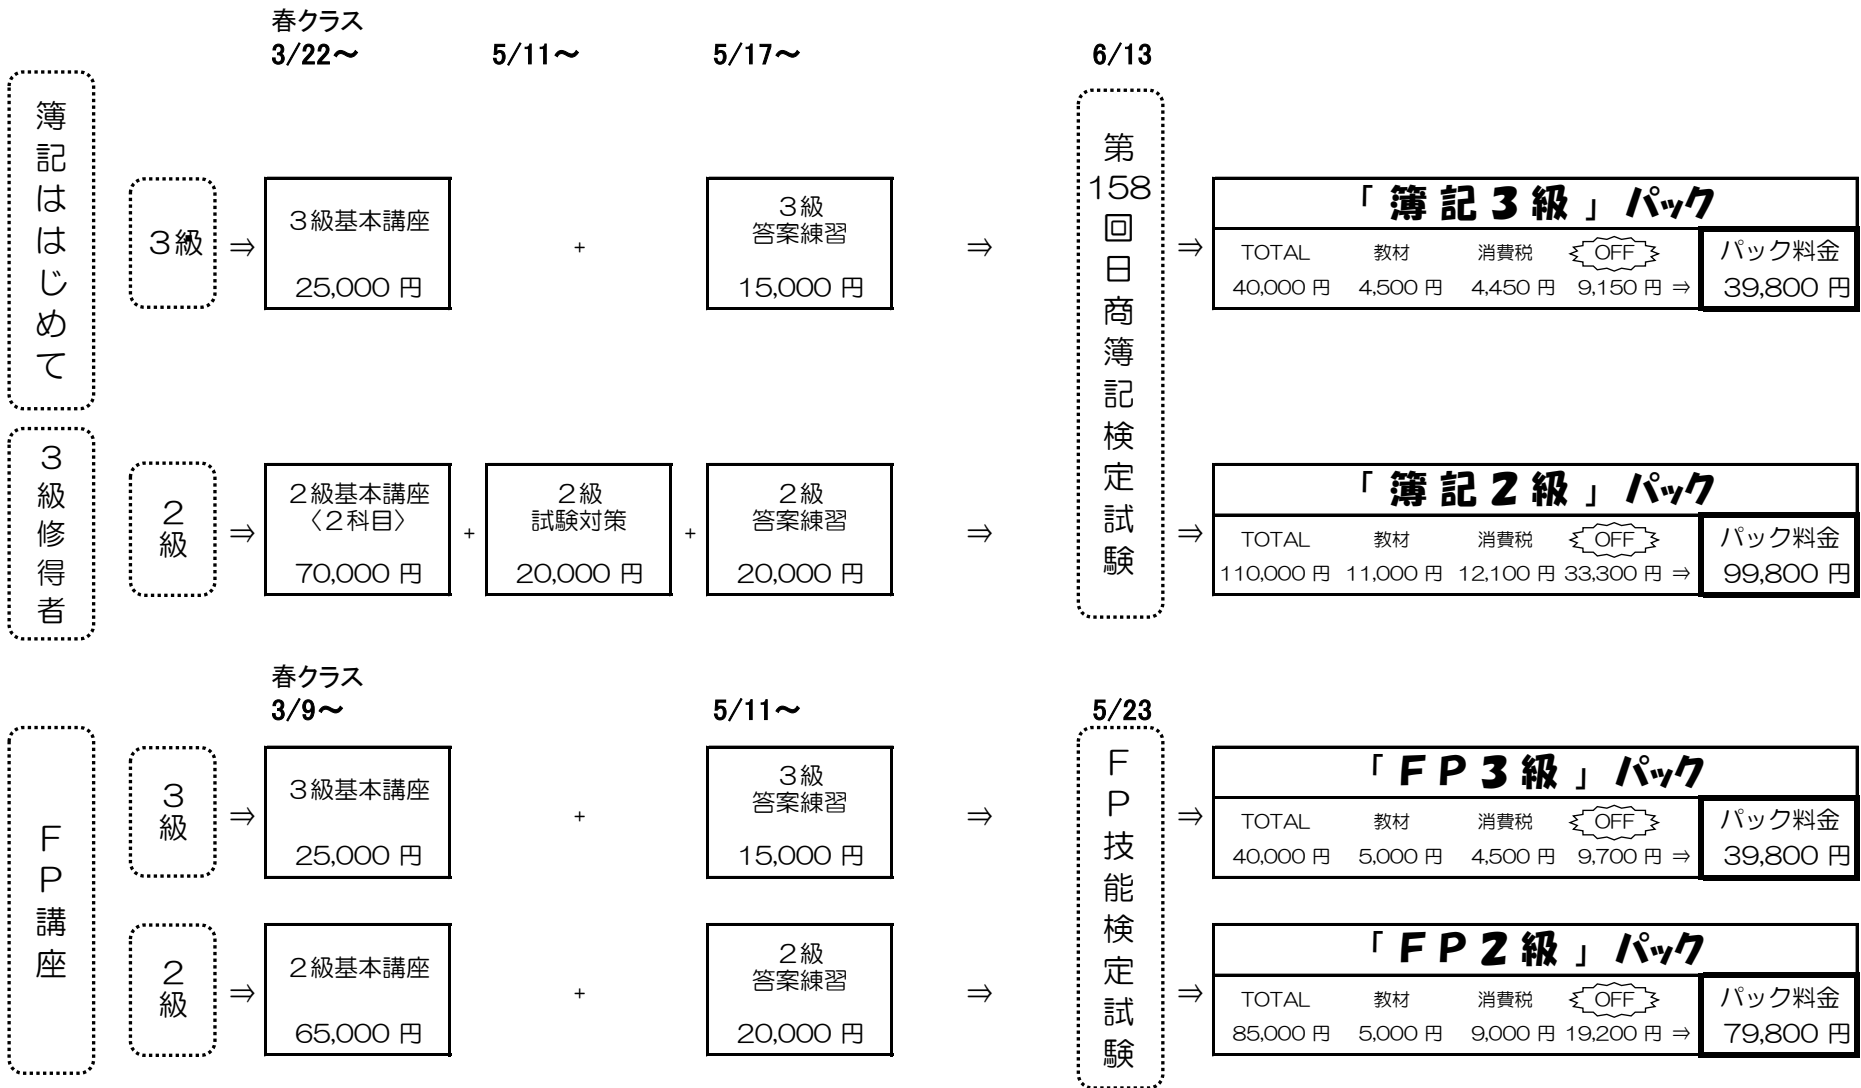 春クラス
3/22～ 5/11～ 5/17～ 6/13
簿記ははじめて
3級 ⇒ 3級基本講座 25,000 円 + 3級 答案練習 15,000 円 ⇒
第158回日商簿記検定試験
⇒ 「簿記3級」パック
TOTAL 教材 消費税 OFF パック料金
40,000 円 4,500 円 4,450 円 9,150 円 ⇒ 39,800 円
3級修得者
2級 ⇒ 2級基本講座 〈2科目〉 70,000 円 + 2級 試験対策 20,000 円 + 2級 答案練習 20,000 円 ⇒
⇒ 「簿記2級」パック
TOTAL 教材 消費税 OFF パック料金
110,000 円 11,000 円 12,100 円 33,300 円 ⇒ 99,800 円
春クラス
3/9～ 5/11～ 5/23
FP講座
3級 ⇒ 3級基本講座 25,000 円 + 3級 答案練習 15,000 円 ⇒
FP技能検定試験
⇒ 「FP3級」パック
TOTAL 教材 消費税 OFF パック料金
40,000 円 5,000 円 4,500 円 9,700 円 ⇒ 39,800 円
2級 ⇒ 2級基本講座 65,000 円 + 2級 答案練習 20,000 円 ⇒
⇒ 「FP2級」パック
TOTAL 教材 消費税 OFF パック料金
85,000 円 5,000 円 9,000 円 19,200 円 ⇒ 79,800 円